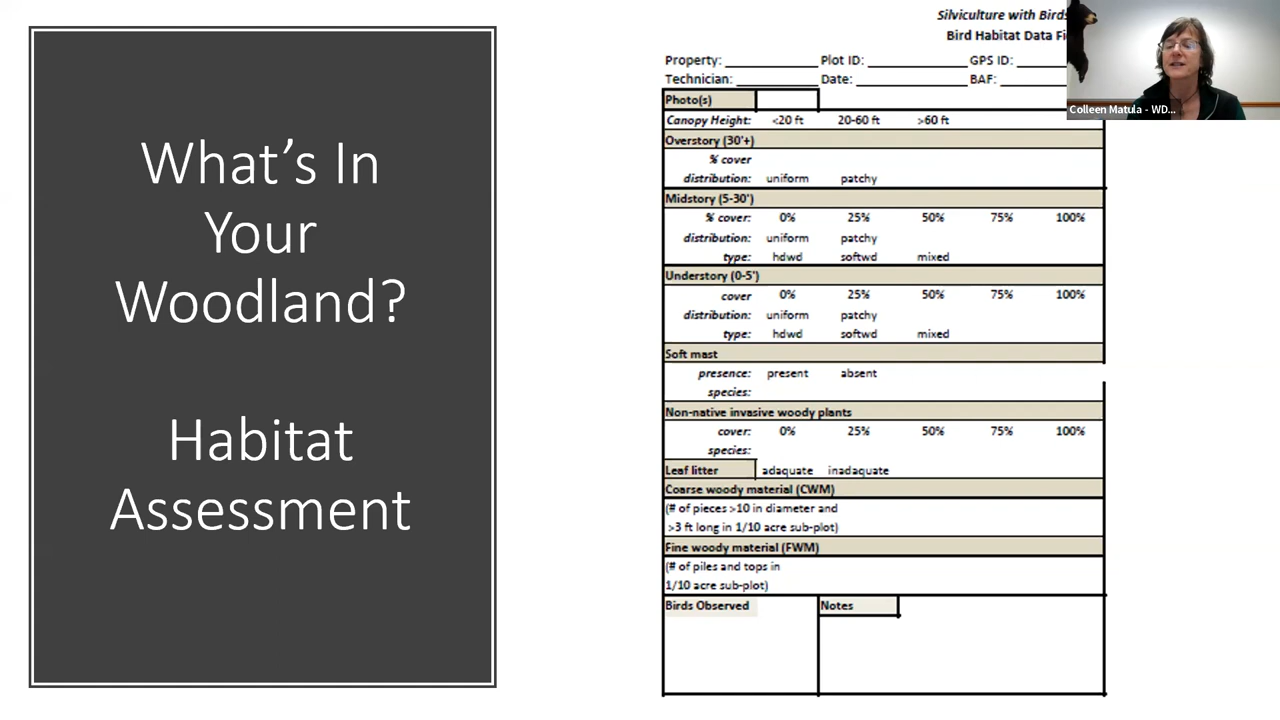 What's In
Your
Woodland?
Habitat
Assessment
Silviculture with Birds
Bird Habitat Data
Property: Plot ID: GPS ID:
Technician: Date: BAF:
Photo(s)
Canopy Height: <20 ft 20-60 ft >60 ft
Overstory (30'+)
% cover
distribution: uniform patchy
Midstory (5-30')
% cover: 0% 25% 50% 75% 100%
distribution: uniform patchy
type: hdwd softwd mixed
Understory (0-5')
cover 0% 25% 50% 75% 100%
distribution: uniform patchy
type: hdwd softwd mixed
Soft mast
presence: present absent
species:
Non-native invasive woody plants
cover: 0% 25% 50% 75% 100%
species:
Leaf litter adaquate inadaquate
Coarse woody material (CWM)
(# of pieces >10 in diameter and
>3 ft long in 1/10 acre sub-plot)
Fine woody material (FWM)
(# of piles and tops in
1/10 acre sub-plot)
Birds Observed Notes
Colleen Matula - WD...